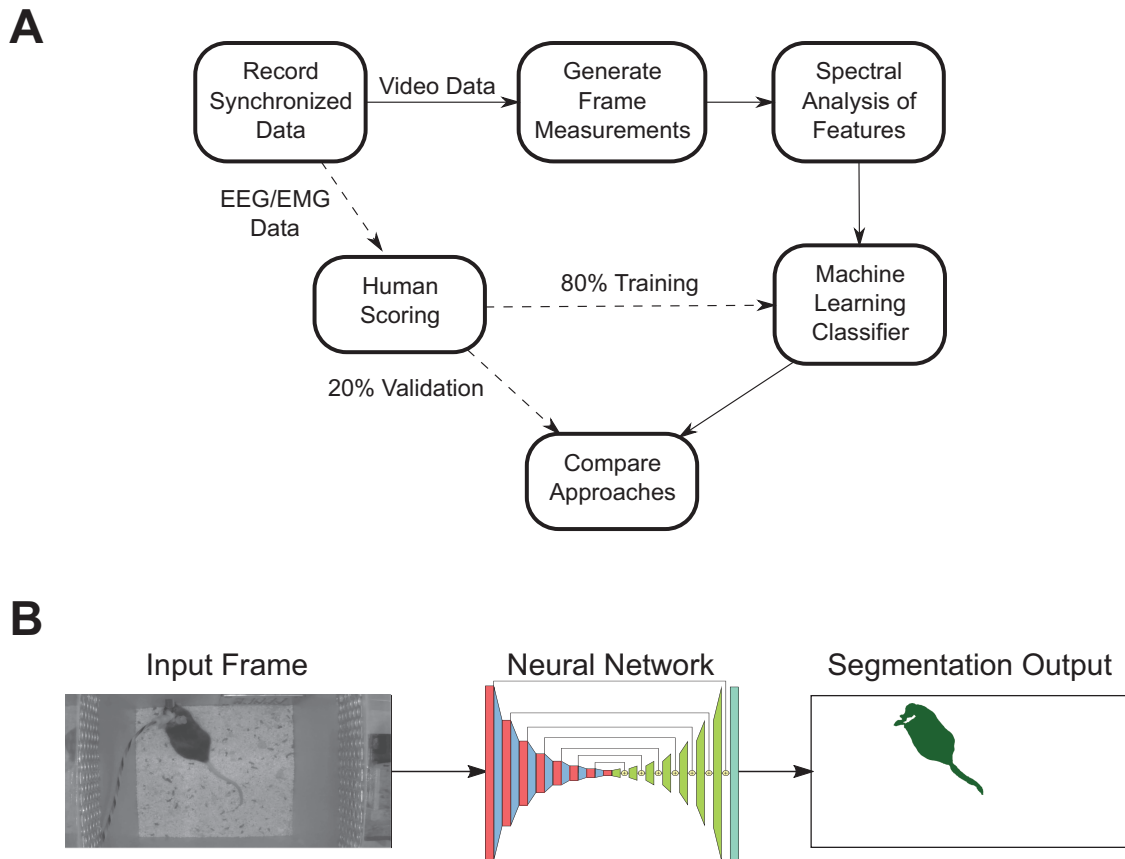 A
Record
Synchronized
Data
Video Data
Generate
Frame
Measurements
Spectral
Analysis of
Features
EEG/EMG
Data
Human
Scoring
80% Training
Machine
Learning
Classifier
20% Validation
Compare
Approaches
B
Input Frame
Neural Network
Segmentation Output